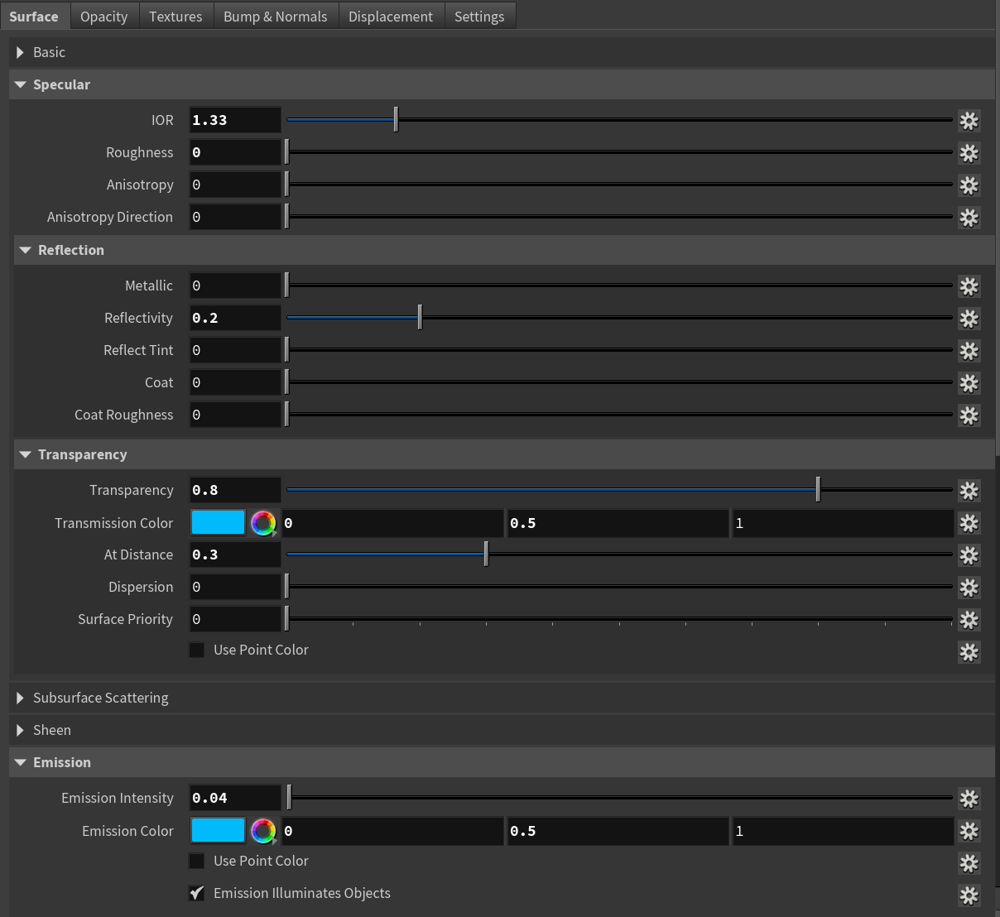 Surface Opacity Textures Bump & Normals Displacement Settings
Basic
Specular
IOR 1.33
Roughness 0
Anisotropy 0
Anisotropy Direction 0
Reflection
Metallic 0
Reflectivity 0.2
Reflect Tint 0
Coat 0
Coat Roughness 0
Transparency
Transparency 0.8
Transmission Color 0 0.5 1
At Distance 0.3
Dispersion 0
Surface Priority 0
Use Point Color
Subsurface Scattering
Sheen
Emission
Emission Intensity 0.04
Emission Color 0 0.5 1
Use Point Color
Emission Illuminates Objects